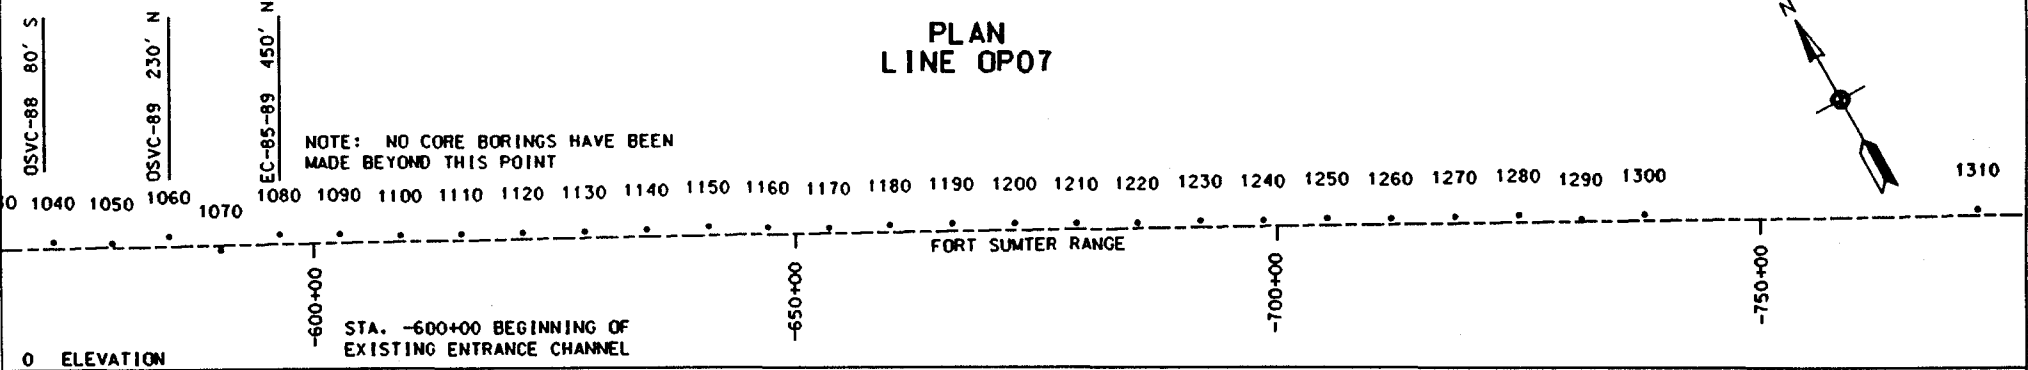 PLAN
LINE OP07
N
OSVC-88 80' S
OSVC-89 230' N
EC-85-89 450' N
NOTE: NO CORE BORINGS HAVE BEEN
MADE BEYOND THIS POINT
1040 1050 1060 1070 1080 1090 1100 1110 1120 1130 1140 1150 1160 1170 1180 1190 1200 1210 1220 1230 1240 1250 1260 1270 1280 1290 1300 1310
FORT SUMTER RANGE
-600+00
-650+00
-700+00
-750+00
STA. -600+00 BEGINNING OF
EXISTING ENTRANCE CHANNEL
0 ELEVATION